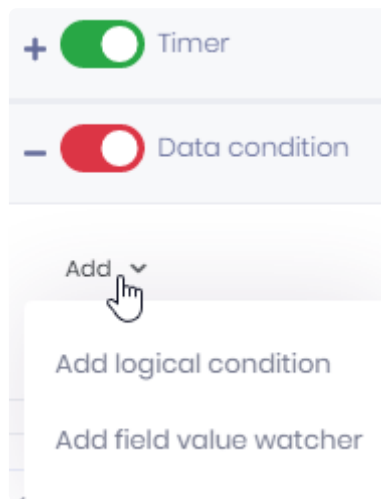 Timer
Data condition
Add
Add logical condition
Add field value watcher